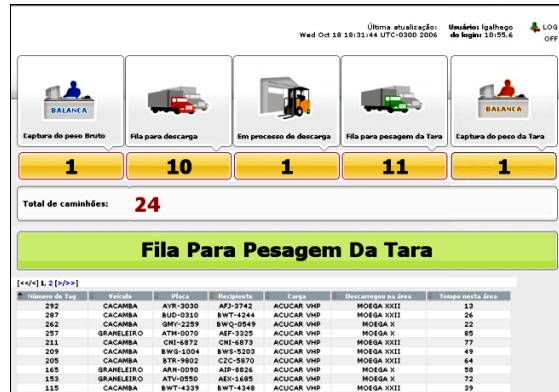 Última atualização: Usuário: lgalhego LOG
Wed Oct 18 18:31:44 UTC-0300 2006 do login: 10:55.6 OFF
BALANCA BALANCA
Captura do peso Bruto Fila para descarga Em processo de descarga Fila para pesagem da Tara Captura do peso da Tara
1 10 1 11 1
Total de caminhões: 24
Fila Para Pesagem Da Tara
[<</<] 1, 2 [>/>>]
Número do Tag Veículo Placa Recipiente Carga Descarregou na área Tempo nesta área
292 CACAMBA AYR-3030 AFJ-3742 ACUCAR VHP MOEGA XXII 13
287 CACAMBA BUD-0310 BWT-4244 ACUCAR VHP MOEGA XXII 26
262 CACAMBA GMY-2259 BWQ-0549 ACUCAR VHP MOEGA X 22
257 GRANELEIRO ATM-0070 AEF-3325 ACUCAR VHP MOEGA X 85
211 CACAMBA CNI-6872 CNI-6873 ACUCAR VHP MOEGA XXII 77
209 CACAMBA BWG-1004 BWS-5203 ACUCAR VHP MOEGA XXII 49
205 CACAMBA BTR-9802 CZC-5870 ACUCAR VHP MOEGA XXII 64
165 GRANELEIRO ARN-0090 AIP-8826 ACUCAR VHP MOEGA X 58
153 GRANELEIRO ATV-0550 AEX-1685 ACUCAR VHP MOEGA X 72
115 CACAMBA BWT-4339 BWT-4348 ACUCAR VHP MOEGA XXII 39